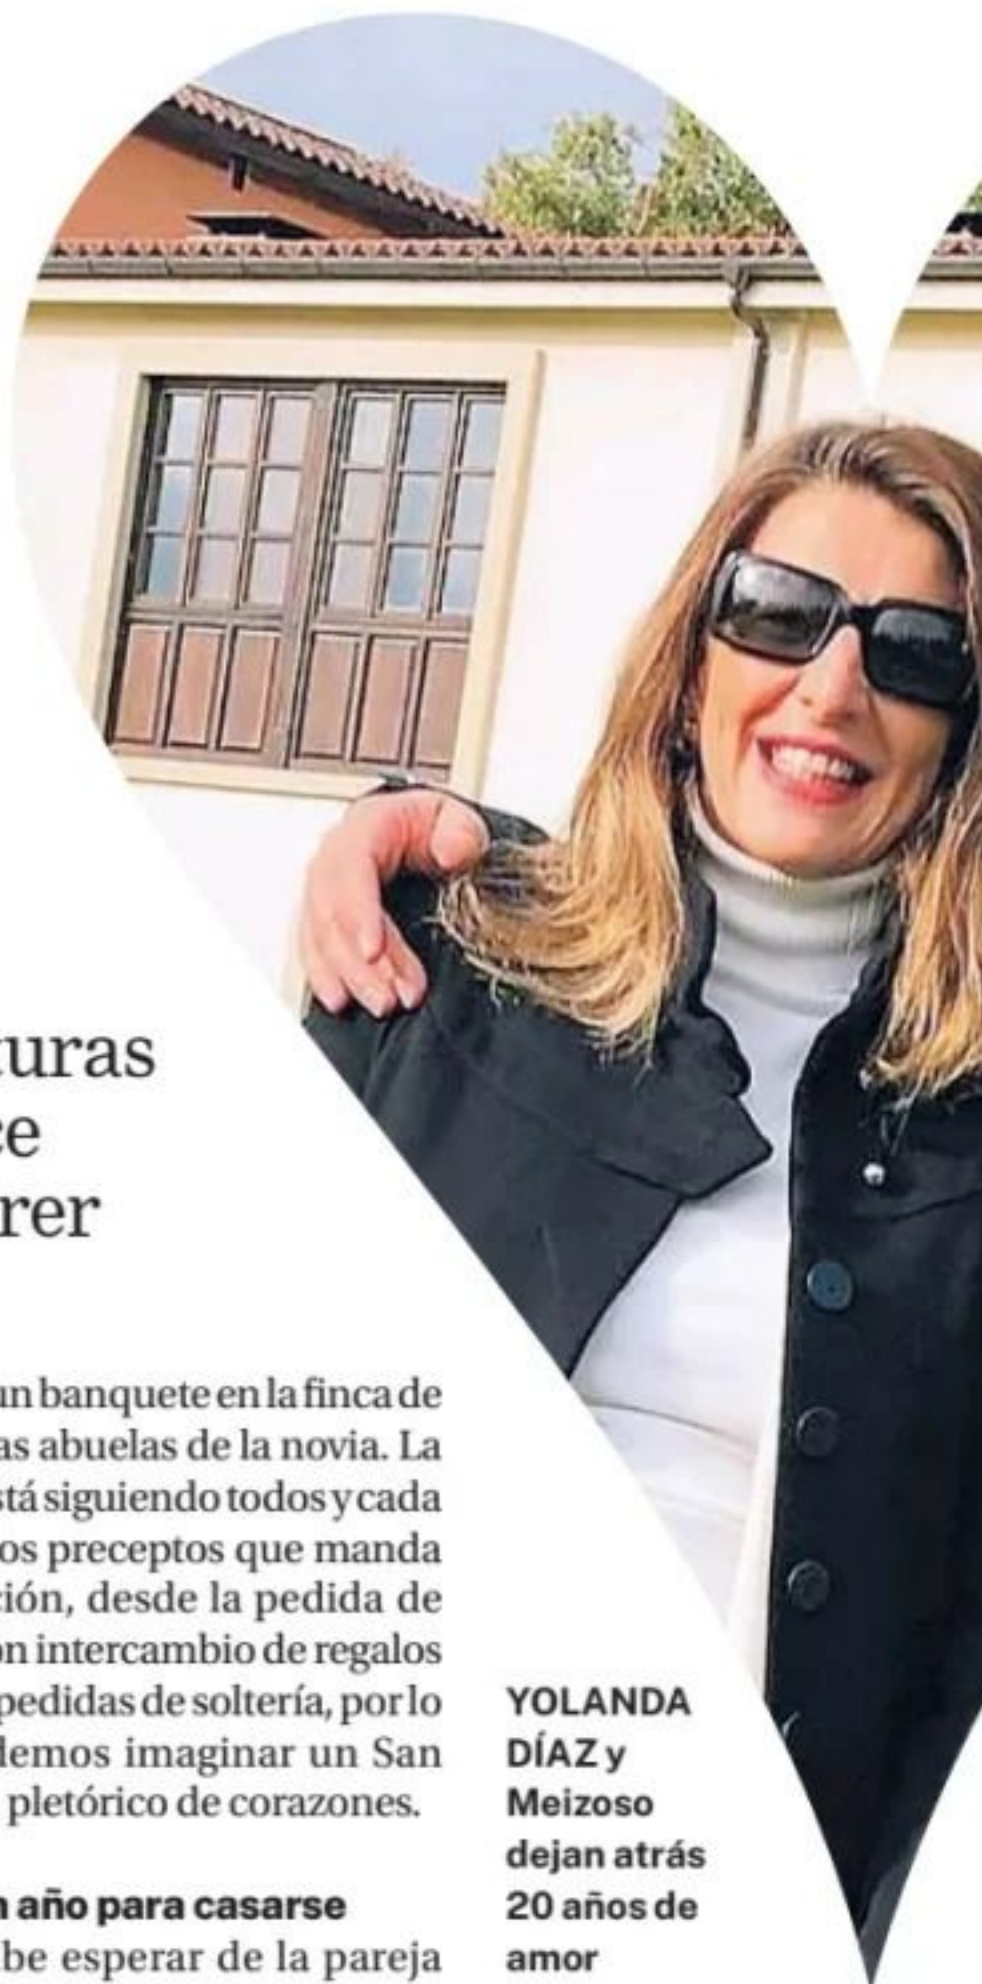 turas
ce
rer
un banquete en la finca de
as abuelas de la novia. La
stá siguiendo todos y cada
os preceptos que manda
ción, desde la pedida de
on intercambio de regalos
pedidas de soltería, por lo
demos imaginar un San
pletórico de corazones.
n año para casarse
be esperar de la pareja
YOLANDA
DÍAZ y
Meizoso
dejan atrás
20 años de
amor